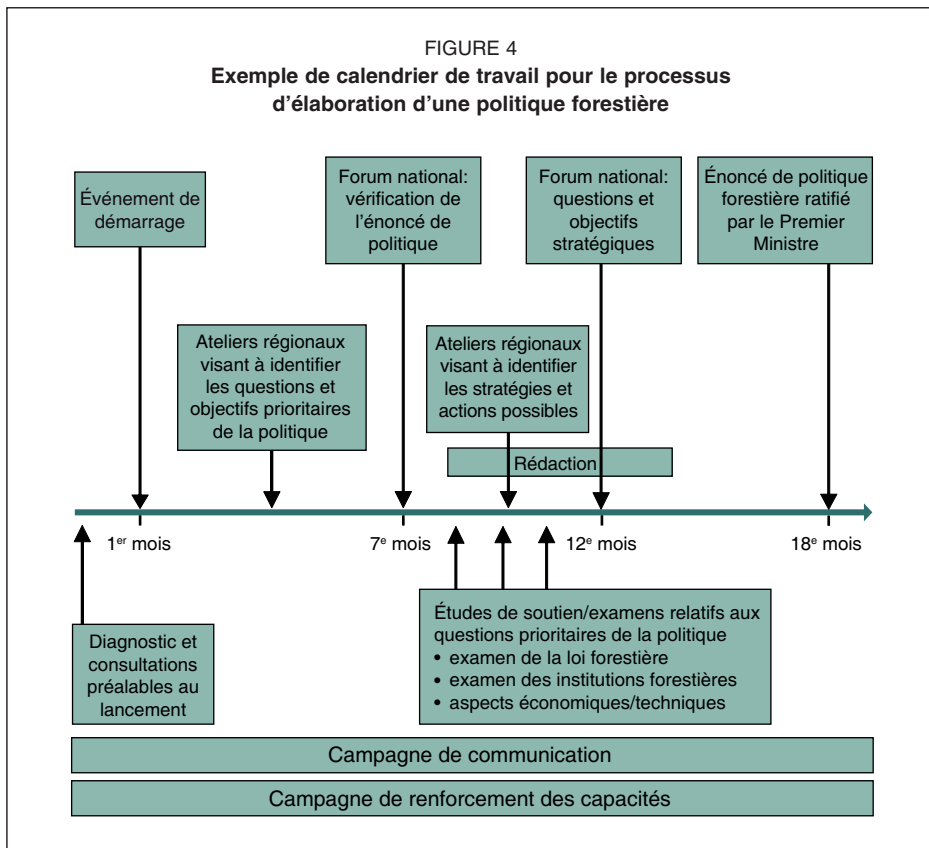 FIGURE 4
Exemple de calendrier de travail pour le processus
d'élaboration d'une politique forestière
Événement de
démarrage
Forum national:
vérification de
l'énoncé de
politique
Forum national:
questions et
objectifs
stratégiques
Énoncé de politique
forestière ratifié
par le Premier
Ministre
Ateliers régionaux
visant à identifier
les questions et
objectifs prioritaires
de la politique
Ateliers régionaux
visant à identifier
les stratégies et
actions possibles
Rédaction
1er mois
7e mois
12e mois
18e mois
Diagnostic et
consultations
préalables au
lancement
Études de soutien/examens relatifs aux
questions prioritaires de la politique
• examen de la loi forestière
• examen des institutions forestières
• aspects économiques/techniques
Campagne de communication
Campagne de renforcement des capacités